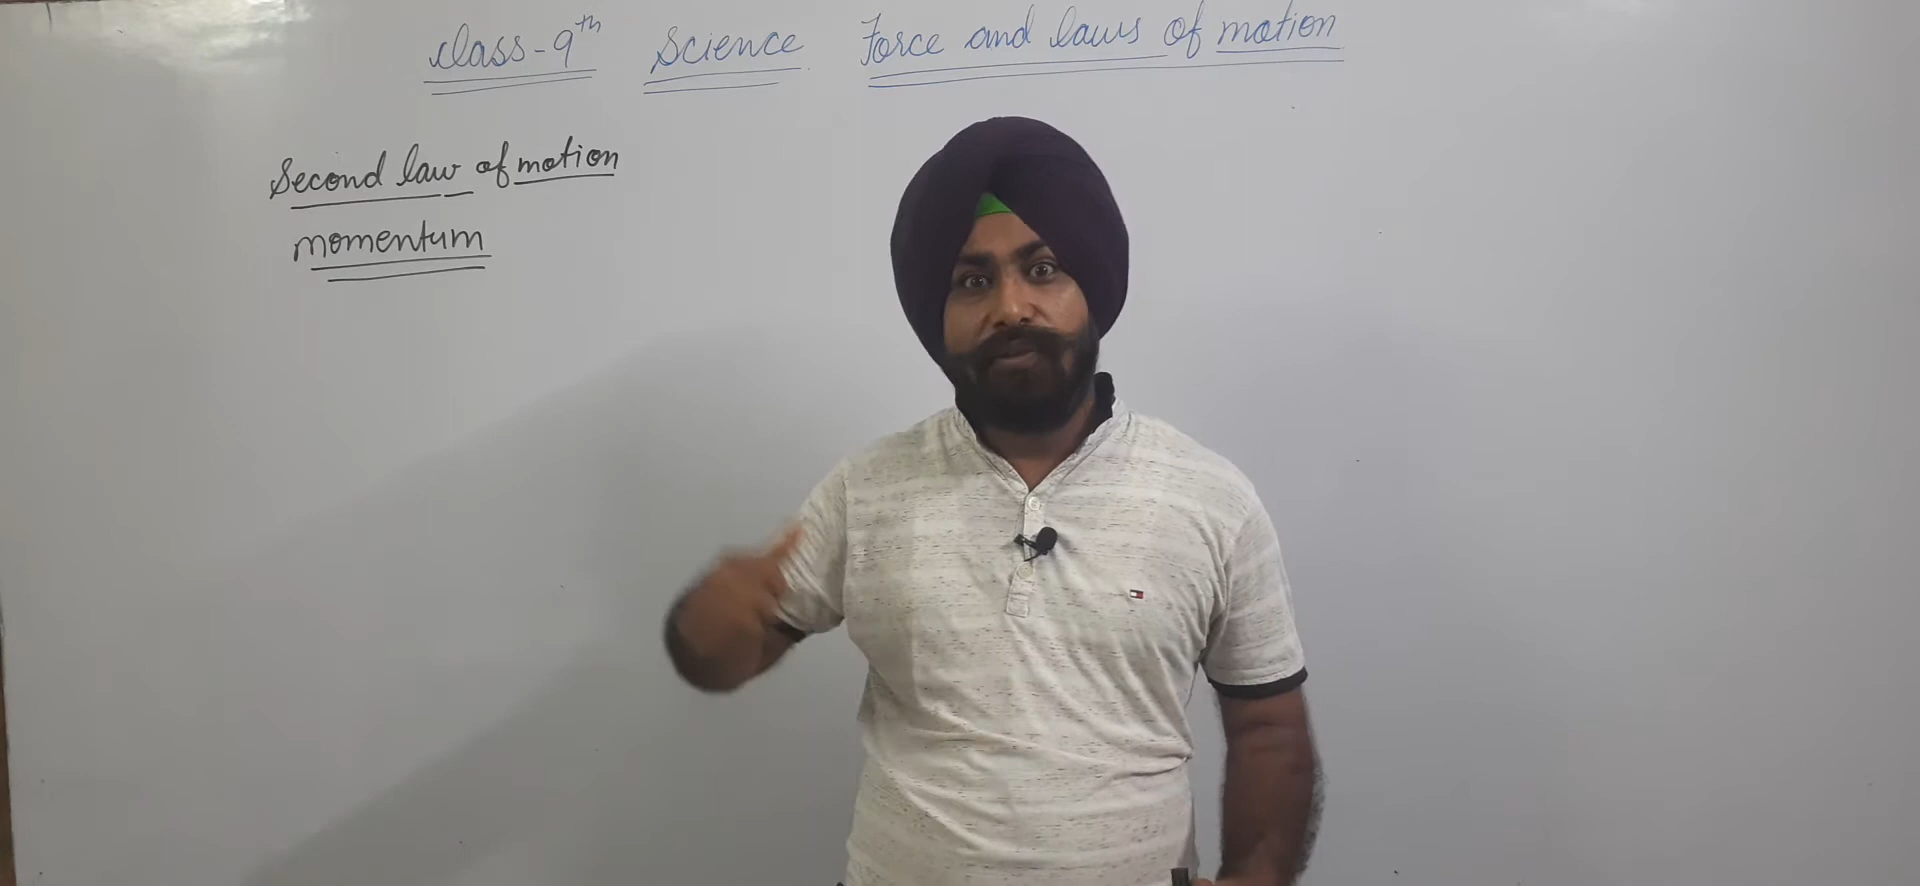 Class-9th Science Force and laws of motion
Second law of motion
momentum